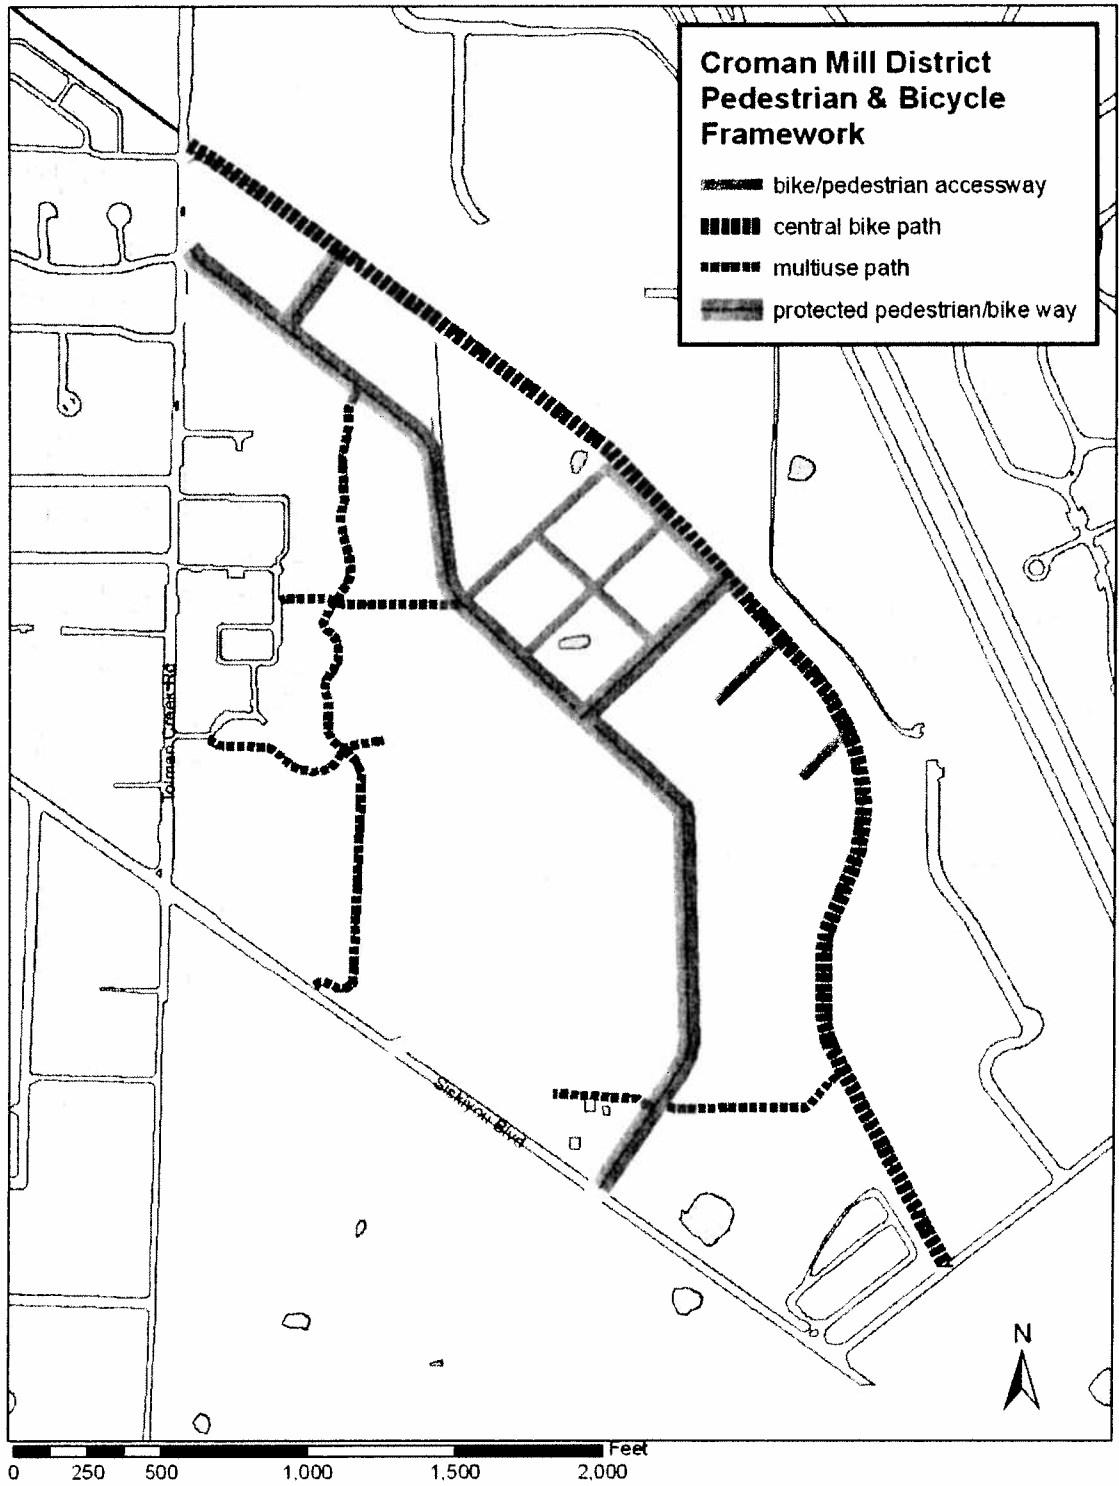 Croman Mill District
Pedestrian & Bicycle
Framework
bike/pedestrian accessway
central bike path
multiuse path
protected pedestrian/bike way
Tolman Creek Rd
Siskiyou Blvd
N
Feet
0 250 500 1,000 1,500 2,000